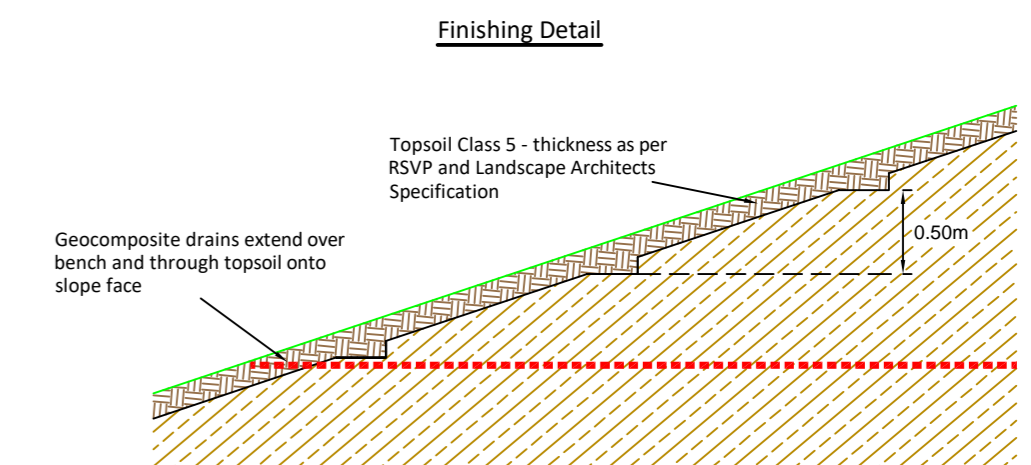 Finishing Detail
Topsoil Class 5 - thickness as per
RSVP and Landscape Architects
Specification
Geocomposite drains extend over
bench and through topsoil onto
slope face
0.50m